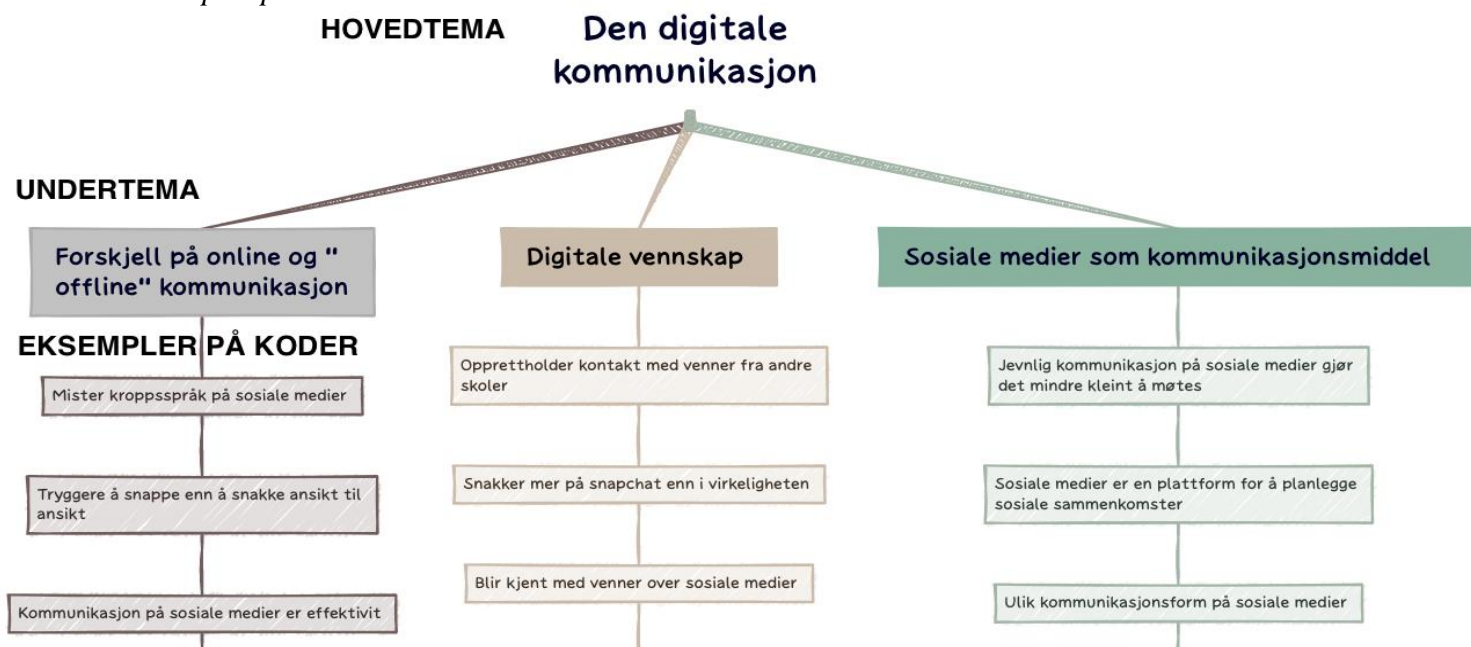 HOVEDTEMA
Den digitale
kommunikasjon
UNDERTEMA
Forskjell på online og "
offline" kommunikasjon
Digitale vennskap
Sosiale medier som kommunikasjonsmiddel
EKSEMPLER PÅ KODER
Mister kroppsspråk på sosiale medier
Tryggere å snappe enn å snakke ansikt til
ansikt
Kommunikasjon på sosiale medier er effektivit
Opprettholder kontakt med venner fra andre
skoler
Snakker mer på snapchat enn i virkeligheten
Blir kjent med venner over sosiale medier
Jevnlig kommunikasjon på sosiale medier gjør
det mindre kleint å møtes
Sosiale medier er en plattform for å planlegge
sosiale sammenkomster
Ulik kommunikasjonsform på sosiale medier